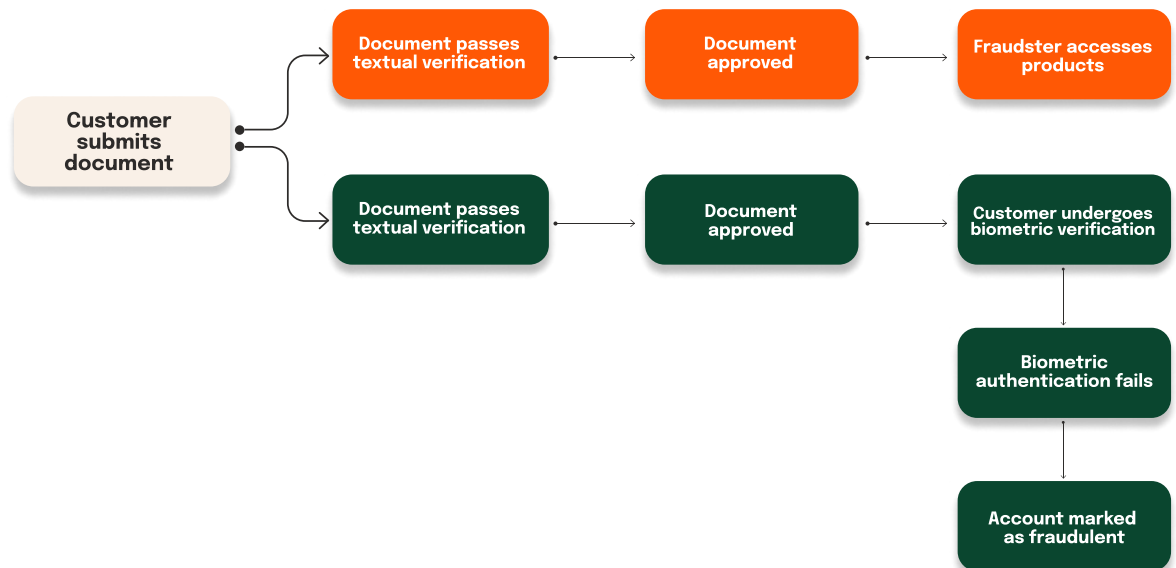 Customer
submits
document
Document passes
textual verification
Document
approved
Fraudster accesses
products
Document passes
textual verification
Document
approved
Customer undergoes
biometric verification
Biometric
authentication fails
Account marked
as fraudulent